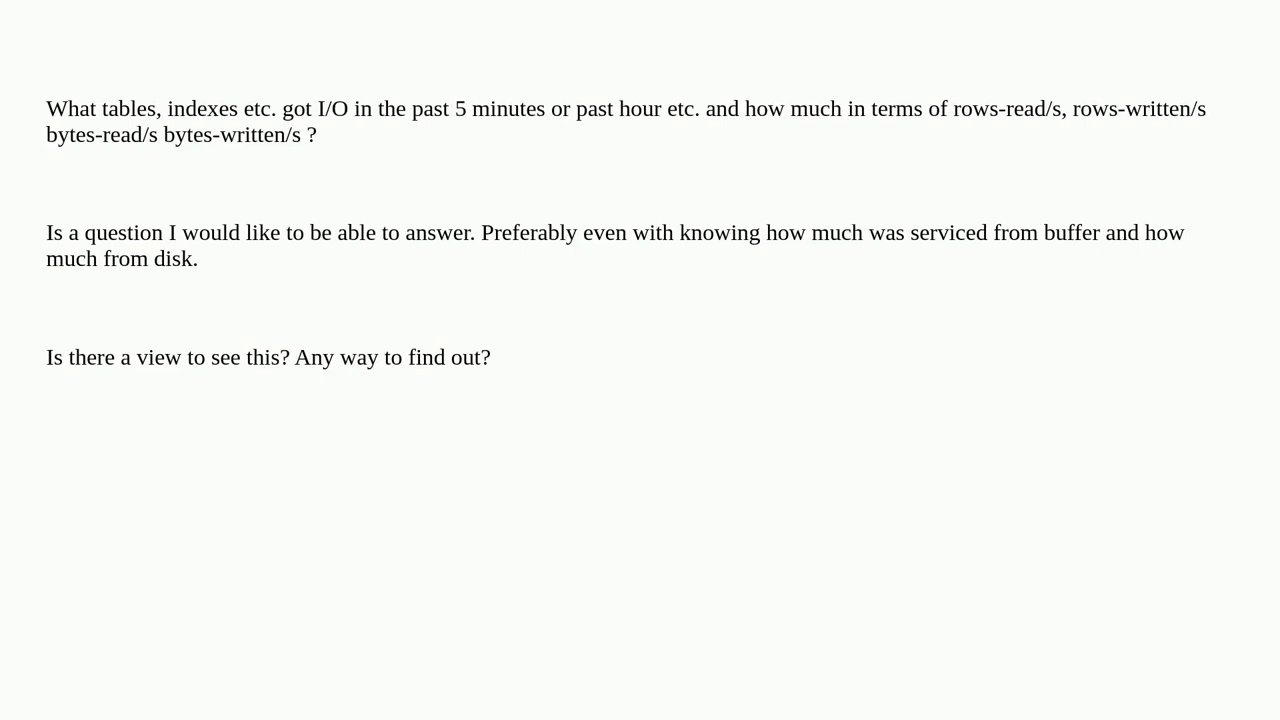 What tables, indexes etc. got I/O in the past 5 minutes or past hour etc. and how much in terms of rows-read/s, rows-written/s
bytes-read/s bytes-written/s ?
Is a question I would like to be able to answer. Preferably even with knowing how much was serviced from buffer and how
much from disk.
Is there a view to see this? Any way to find out?